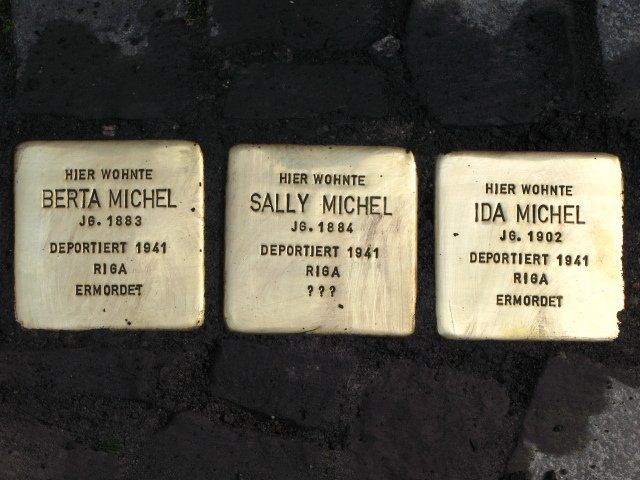 HIER WOHNTE
BERTA MICHEL
JG. 1883
DEPORTIERT 1941
RIGA
ERMORDET
HIER WOHNTE
SALLY MICHEL
JG. 1884
DEPORTIERT 1941
RIGA
???
HIER WOHNTE
IDA MICHEL
JG. 1902
DEPORTIERT 1941
RIGA
ERMORDET